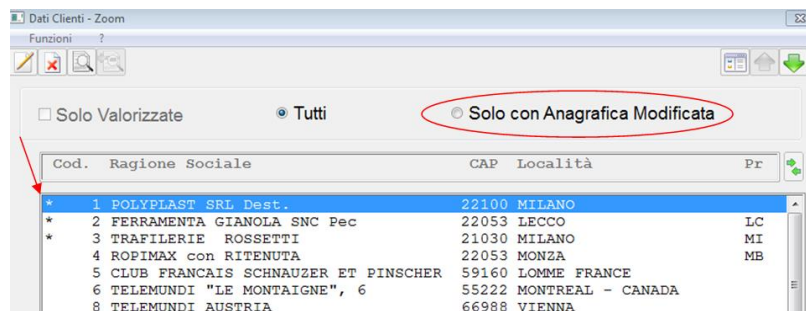 Dati Clienti - Zoom
Funzioni ?
Solo Valorizzate Tutti Solo con Anagrafica Modificata
Cod. Ragione Sociale CAP Località Pr
* 1 POLYPLAST SRL Dest. 22100 MILANO
* 2 FERRAMENTA GIANOLA SNC Pec 22053 LECCO LC
* 3 TRAFILERIE ROSSETTI 21030 MILANO MI
4 ROPIMAX con RITENUTA 22053 MONZA MB
5 CLUB FRANCAIS SCHNAUZER ET PINSCHER 59160 LOMME FRANCE
6 TELEMUNDI "LE MONTAIGNE", 6 55222 MONTREAL - CANADA
8 TELEMUNDI AUSTRIA 66988 VIENNA